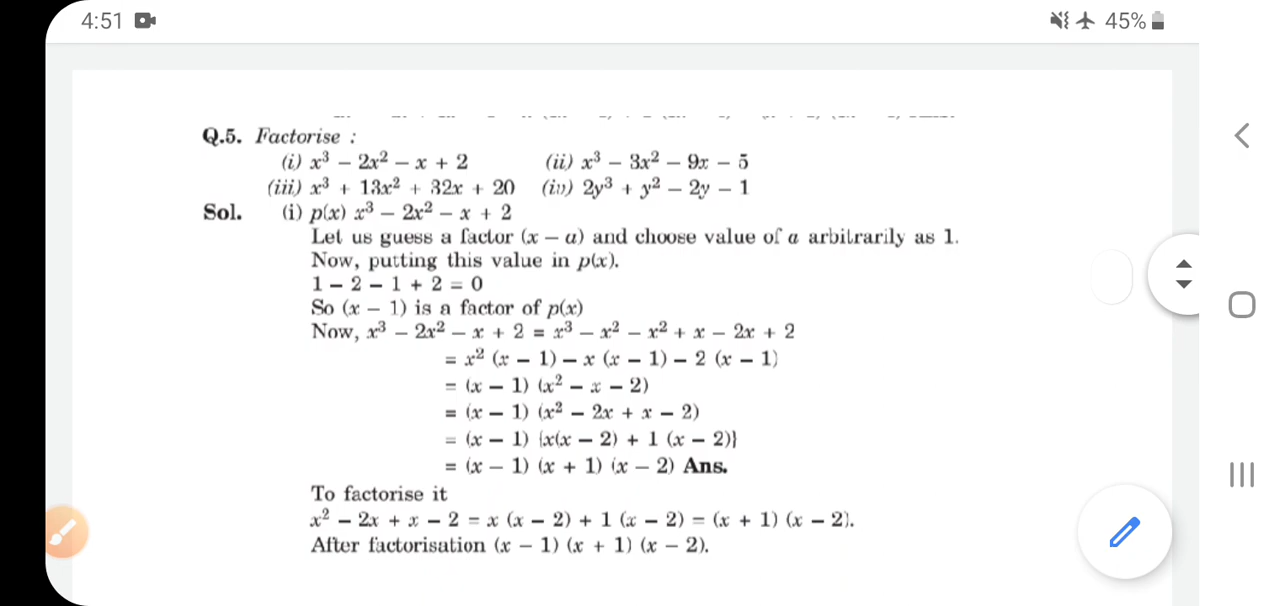 4:51 45%
Q.5. Factorise :
(i) x³ – 2x² – x + 2 (ii) x³ – 3x² – 9x – 5
(iii) x³ + 13x² + 32x + 20 (iv) 2y³ + y² – 2y – 1
Sol. (i) p(x) x³ – 2x² – x + 2
Let us guess a factor (x – a) and choose value of a arbitrarily as 1.
Now, putting this value in p(x).
1 – 2 – 1 + 2 = 0
So (x – 1) is a factor of p(x)
Now, x³ – 2x² – x + 2 = x³ – x² – x² + x – 2x + 2
= x² (x – 1) – x (x – 1) – 2 (x – 1)
= (x – 1) (x² – x – 2)
= (x – 1) (x² – 2x + x – 2)
= (x – 1) {x(x – 2) + 1 (x – 2)}
= (x – 1) (x + 1) (x – 2) Ans.
To factorise it
x² – 2x + x – 2 = x (x – 2) + 1 (x – 2) = (x + 1) (x – 2).
After factorisation (x – 1) (x + 1) (x – 2).